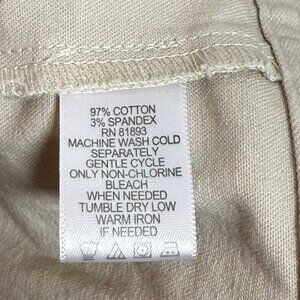 97% COTTON
3% SPANDEX
RN 81893
MACHINE WASH COLD
SEPARATELY
GENTLE CYCLE
ONLY NON-CHLORINE
BLEACH
WHEN NEEDED
TUMBLE DRY LOW
WARM IRON
IF NEEDED